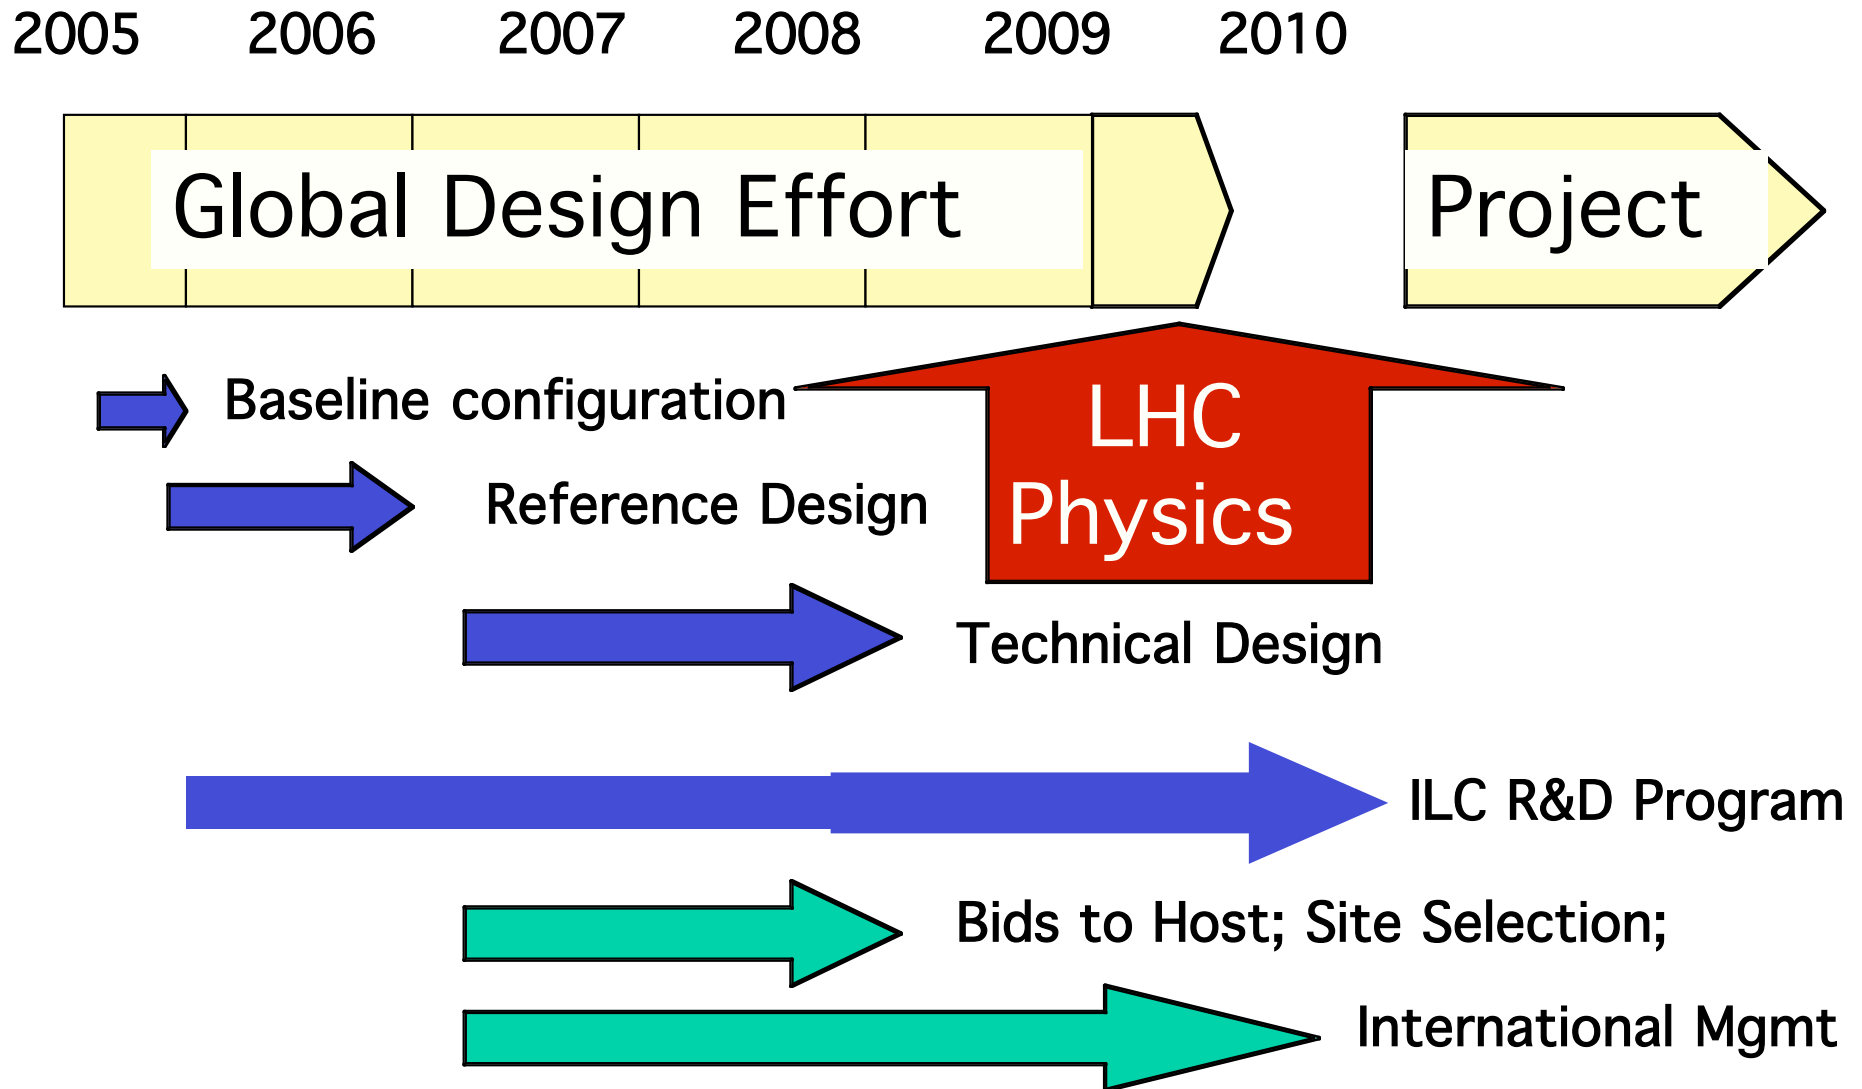 2005 2006 2007 2008 2009 2010
Global Design Effort
Project
Baseline configuration
LHC
Physics
Reference Design
Technical Design
ILC R&D Program
Bids to Host; Site Selection;
International Mgmt